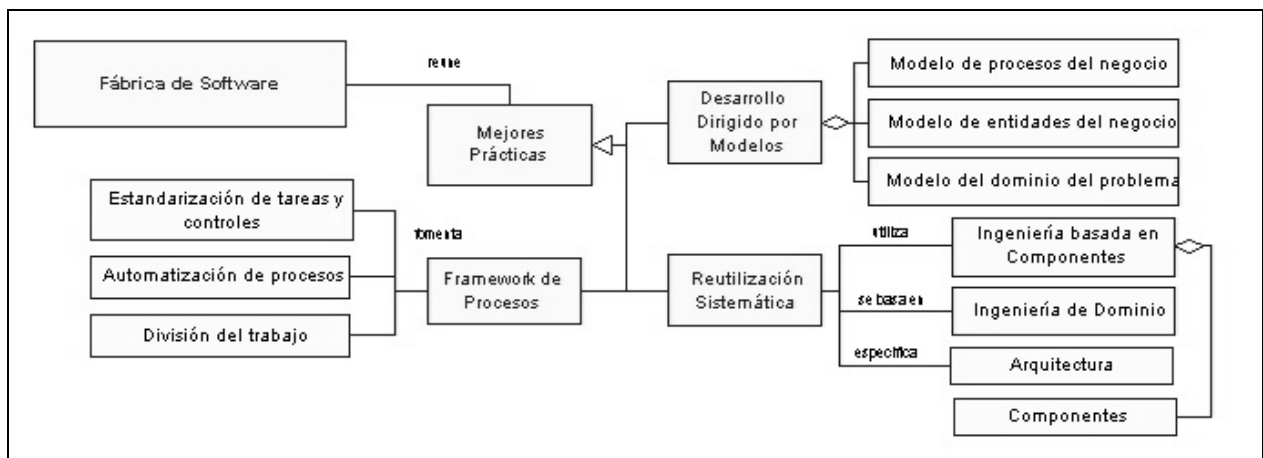 Fábrica de Software
reune
Mejores
Prácticas
Desarrollo
Dirigido por
Modelos
Modelo de procesos del negocio
Modelo de entidades del negocio
Modelo del dominio del problema
Estandarización de tareas y
controles
Automatización de procesos
División del trabajo
fomenta
Framework de
Procesos
Reutilización
Sistemática
utiliza
Ingeniería basada en
Componentes
se basa en
Ingeniería de Dominio
especifica
Arquitectura
Componentes